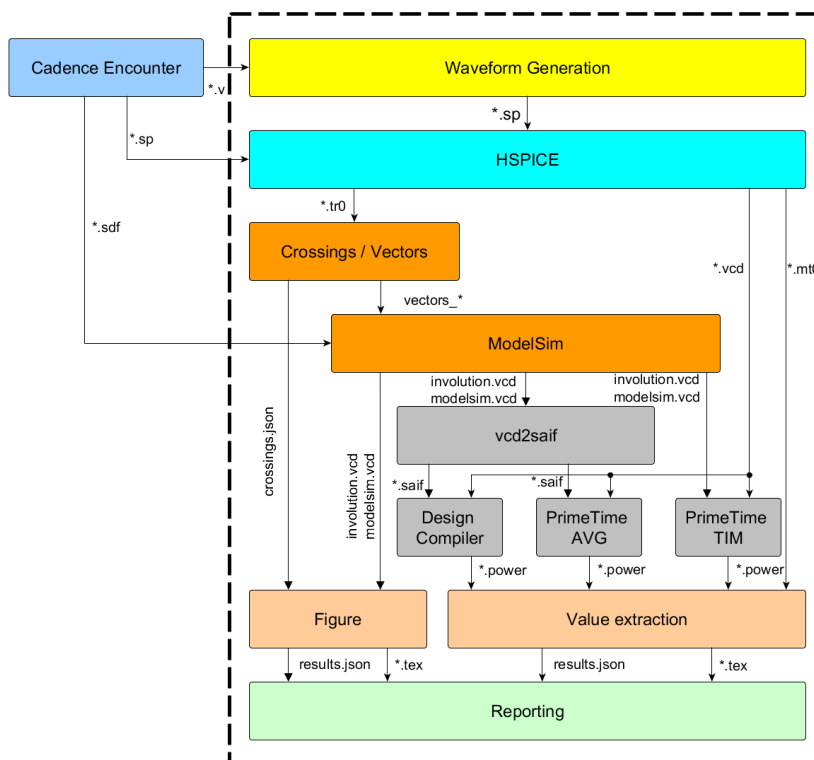 Cadence Encounter
Waveform Generation
*.v
*.sp
*.sp
HSPICE
*.tr0
*.sdf
Crossings / Vectors
*.vcd
*.mt0
vectors_*
ModelSim
involution.vcd
modelsim.vcd
involution.vcd
modelsim.vcd
crossings.json
involution.vcd
modelsim.vcd
vcd2saif
*.saif
*.saif
Design
Compiler
PrimeTime
AVG
PrimeTime
TIM
*.power
*.power
*.power
Figure
Value extraction
results.json
*.tex
results.json
*.tex
Reporting